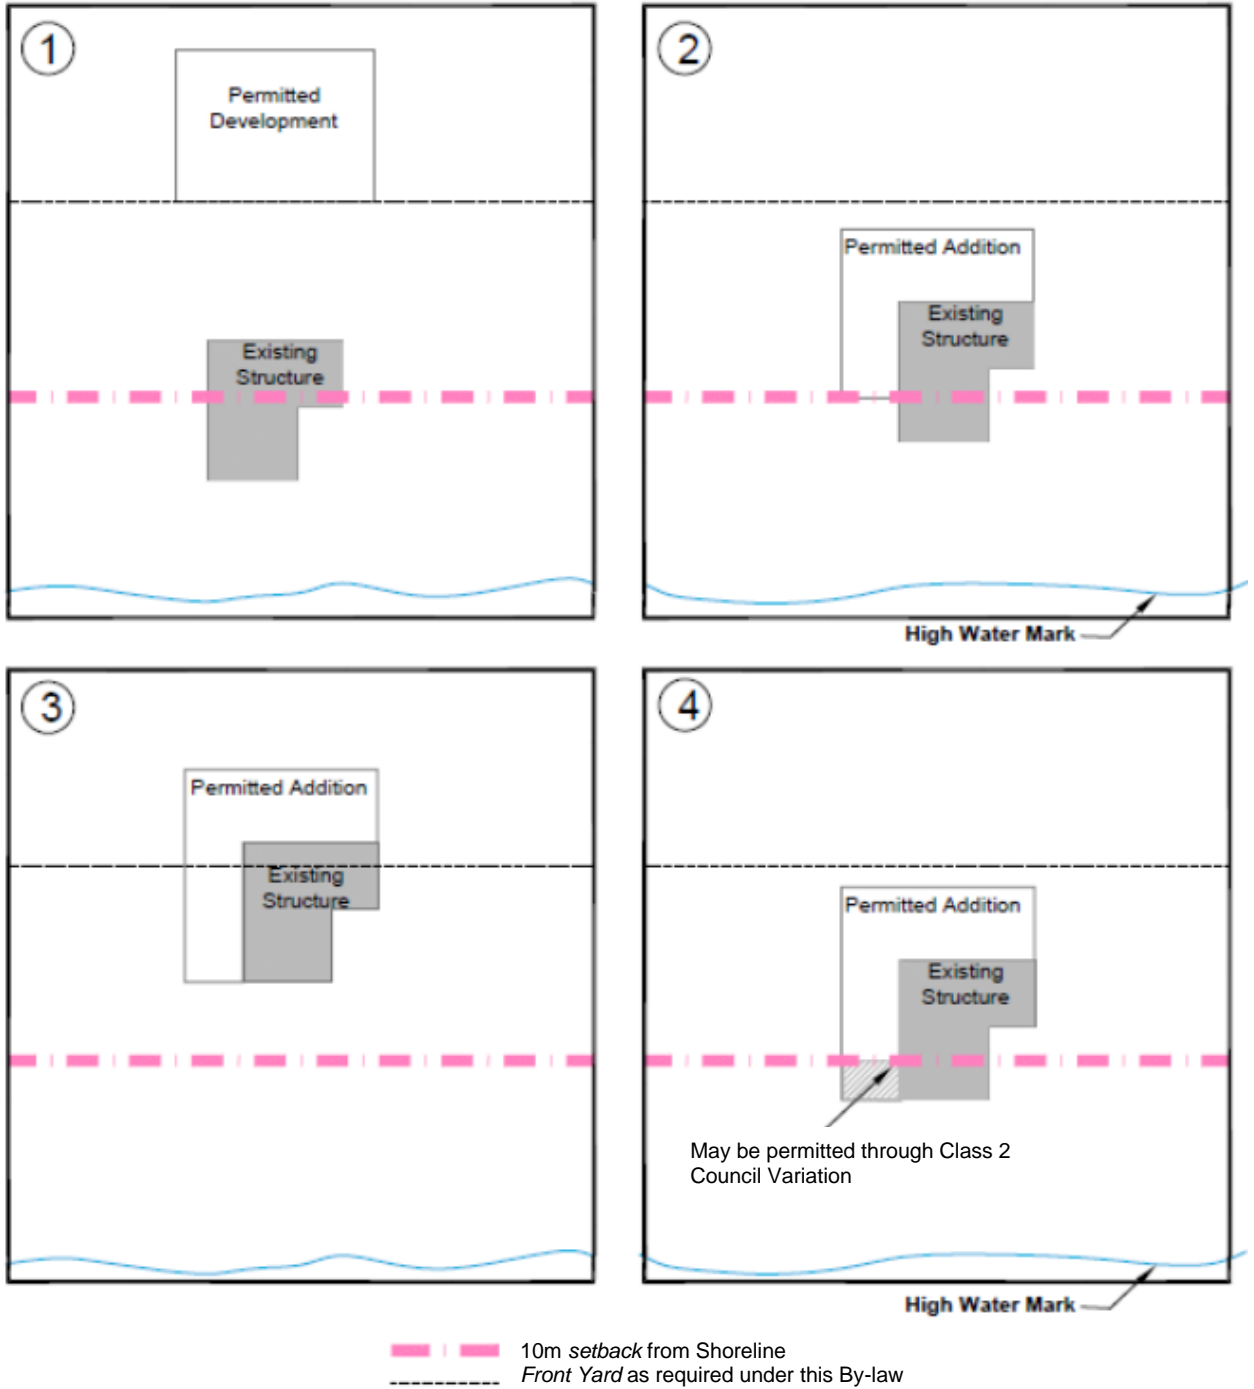 1
Permitted
Development
Existing
Structure
2
Permitted Addition
Existing
Structure
High Water Mark
3
Permitted Addition
Existing
Structure
4
Permitted Addition
Existing
Structure
May be permitted through Class 2
Council Variation
High Water Mark
10m setback from Shoreline
Front Yard as required under this By-law